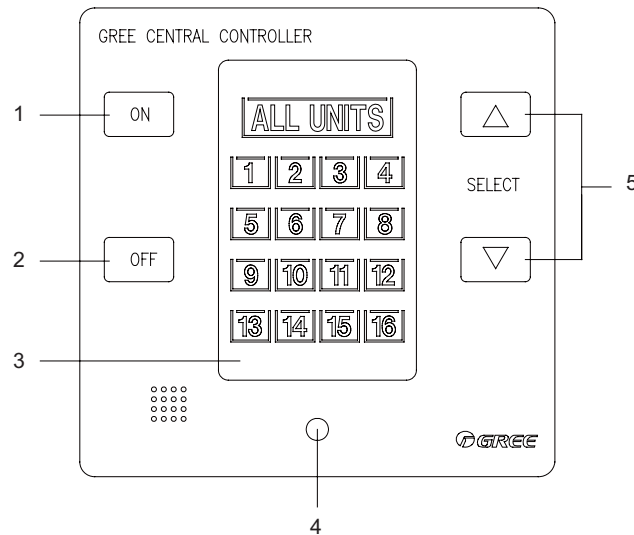 GREE CENTRAL CONTROLLER
1
ON
ALL UNITS
1 2 3 4
SELECT
5
5 6 7 8
2
OFF
9 10 11 12
13 14 15 16
3
GREE
4